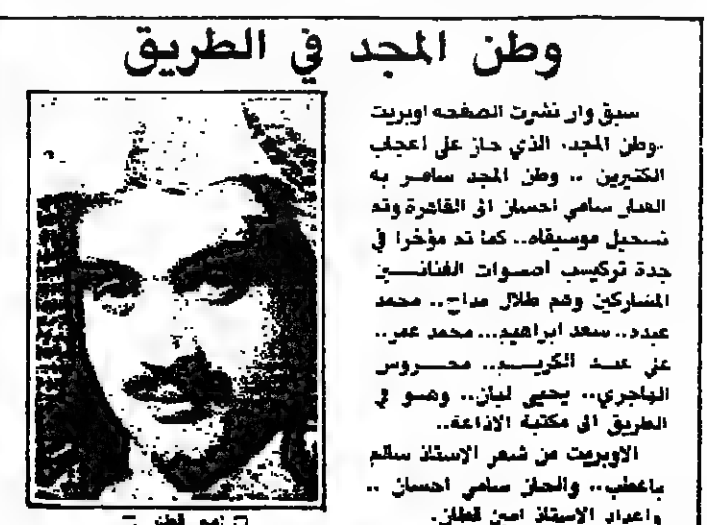 وطن المجد في الطريق
سبق وان نشرت الصفحه اوبريت
"وطن المجد" الذي حاز على اعجاب
الكثيرين .. وطن المجد سافر به
الفنان سامي احسان الى القاهرة وتم
تسجيل موسيقاه.. كما تم مؤخرا في
جدة تركيب اصوات الفنانين
المشاركين وهم طلال مداح.. محمد
عبده.. سعد ابراهيم... محمد عمر..
علي عبد الكريم.. محروس
الهاجري.. يحيى لبان.. وهو في
الطريق الى مكتبة الاذاعة..
الاوبريت من شعر الاستاذ سالم
باعطب.. والحان سامي احسان ..
واعداد الاستاذ امين قطان.
قطان